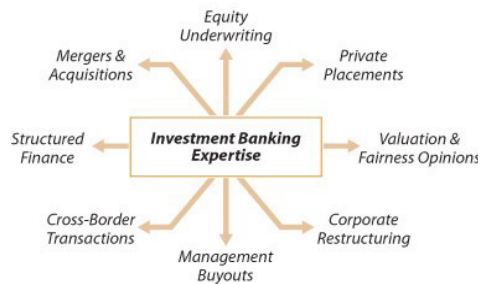 Equity
Underwriting
Mergers &
Acquisitions
Private
Placements
Structured
Finance
Investment Banking
Expertise
Valuation &
Fairness Opinions
Cross-Border
Transactions
Corporate
Restructuring
Management
Buyouts